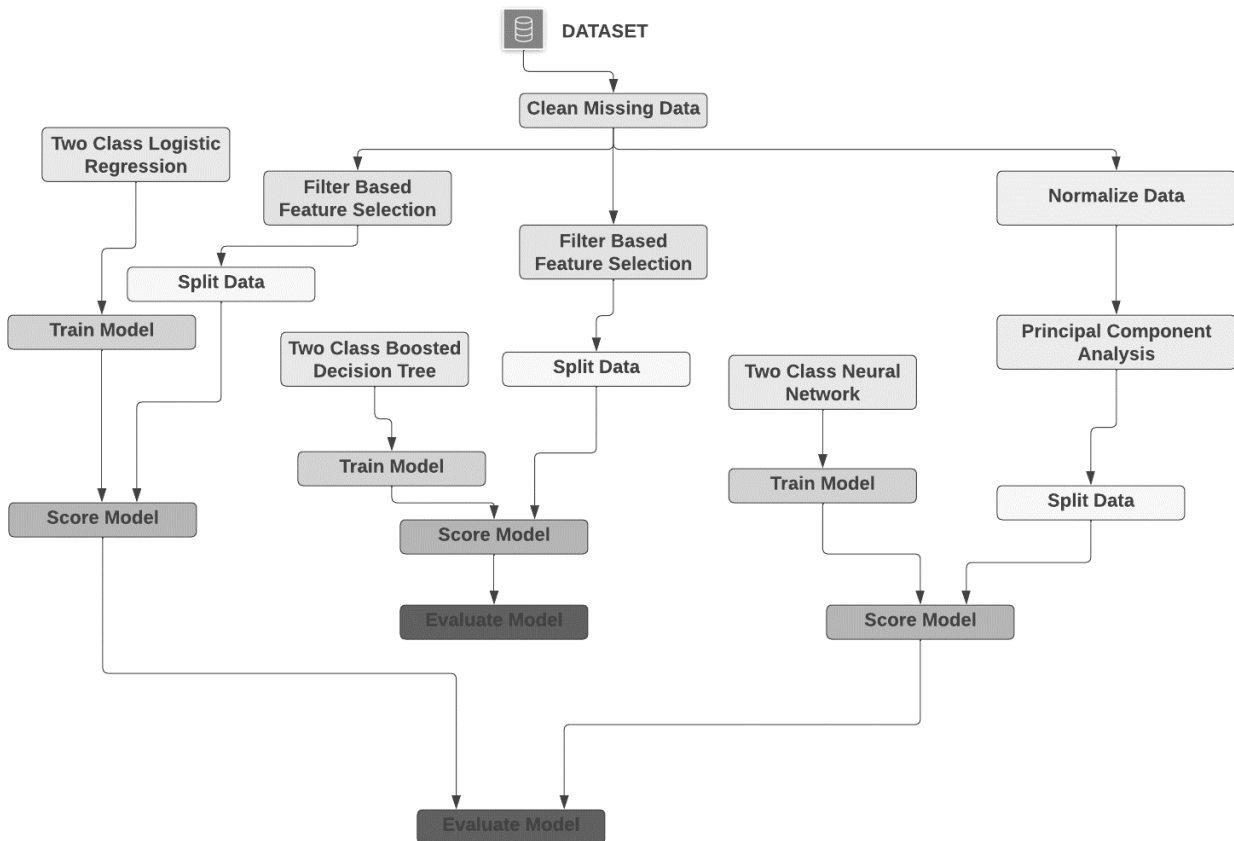 DATASET
Clean Missing Data
Two Class Logistic
Regression
Filter Based
Feature Selection
Normalize Data
Filter Based
Feature Selection
Split Data
Train Model
Principal Component
Analysis
Two Class Boosted
Decision Tree
Split Data
Two Class Neural
Network
Train Model
Train Model
Split Data
Score Model
Score Model
Evaluate Model
Score Model
Evaluate Model